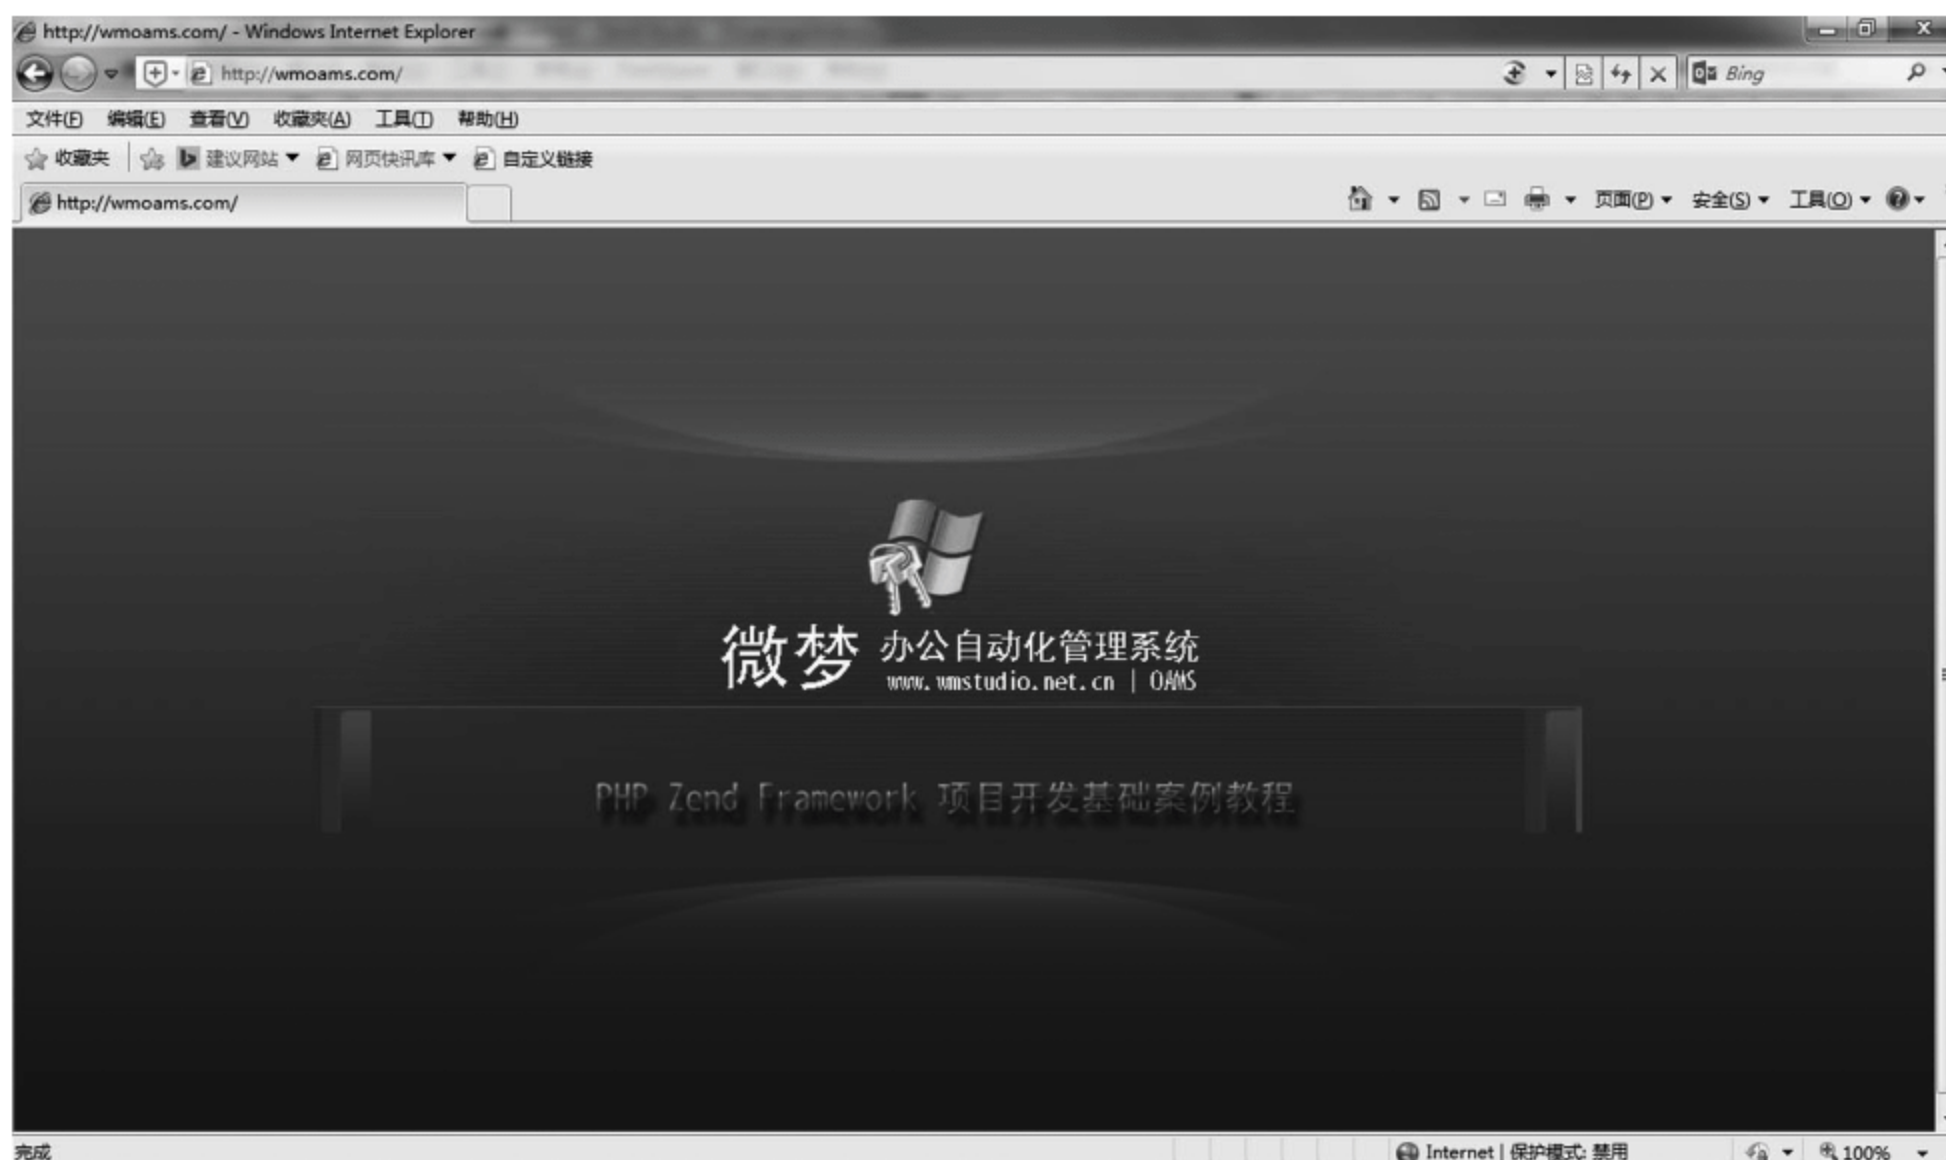 http://wmoams.com/ - Windows Internet Explorer
http://wmoams.com/
Bing
文件(F) 编辑(E) 查看(V) 收藏夹(A) 工具(T) 帮助(H)
收藏夹 建议网站 网页快讯库 自定义链接
http://wmoams.com/
页面(P) 安全(S) 工具(O)
微梦 办公自动化管理系统
www.wmstudio.net.cn | OAMS
PHP Zend Framework 项目开发基础案例教程
完成
Internet | 保护模式: 禁用
100%